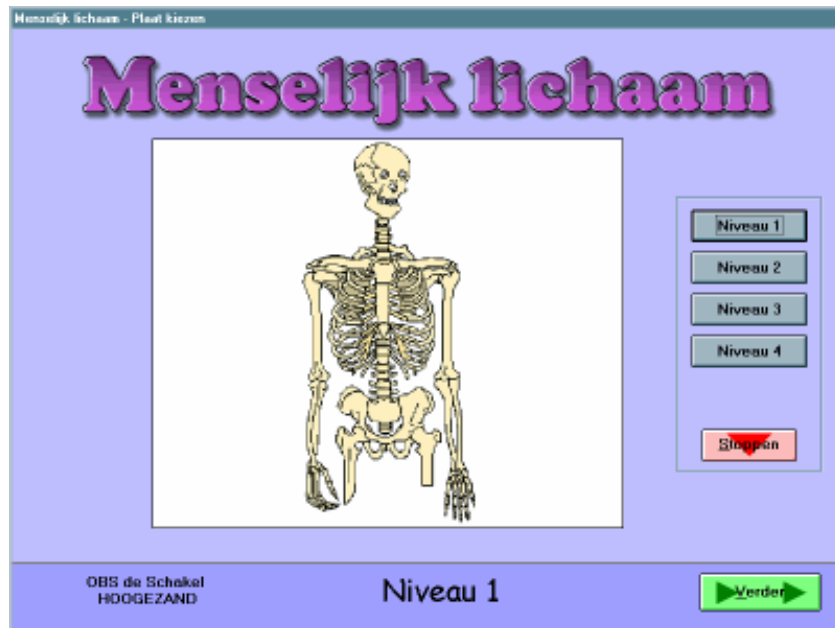 Menselijk lichaam - Plaat kiezen
Menselijk lichaam
Niveau 1
Niveau 2
Niveau 3
Niveau 4
Stoppen
OBS de Schakel
HOOGEZAND
Niveau 1
Verder